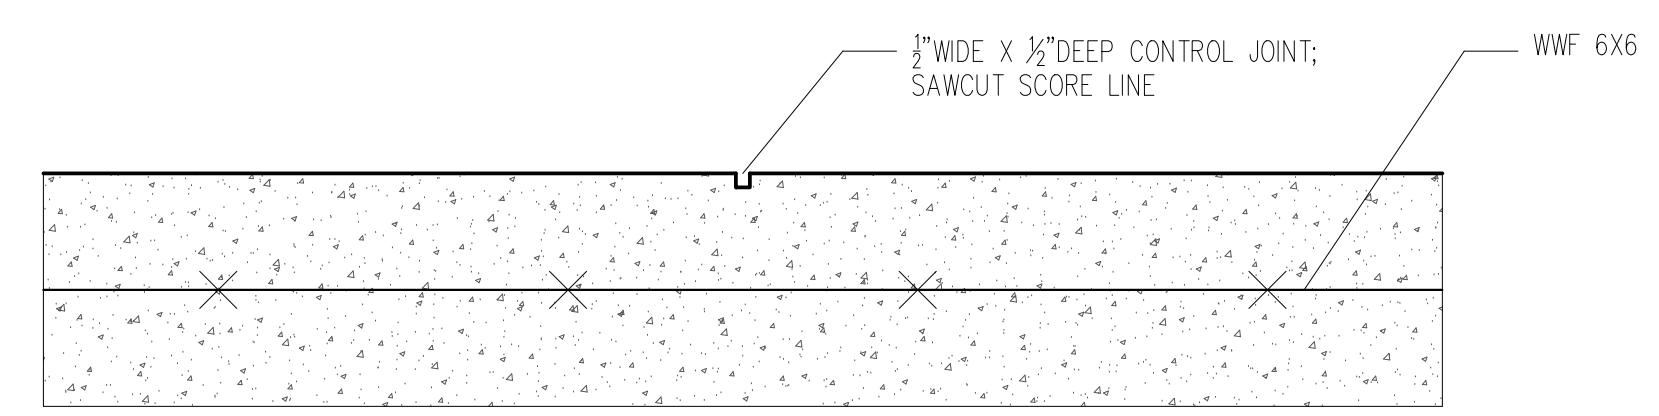 ½"WIDE X ½"DEEP CONTROL JOINT;
SAWCUT SCORE LINE
WWF 6X6